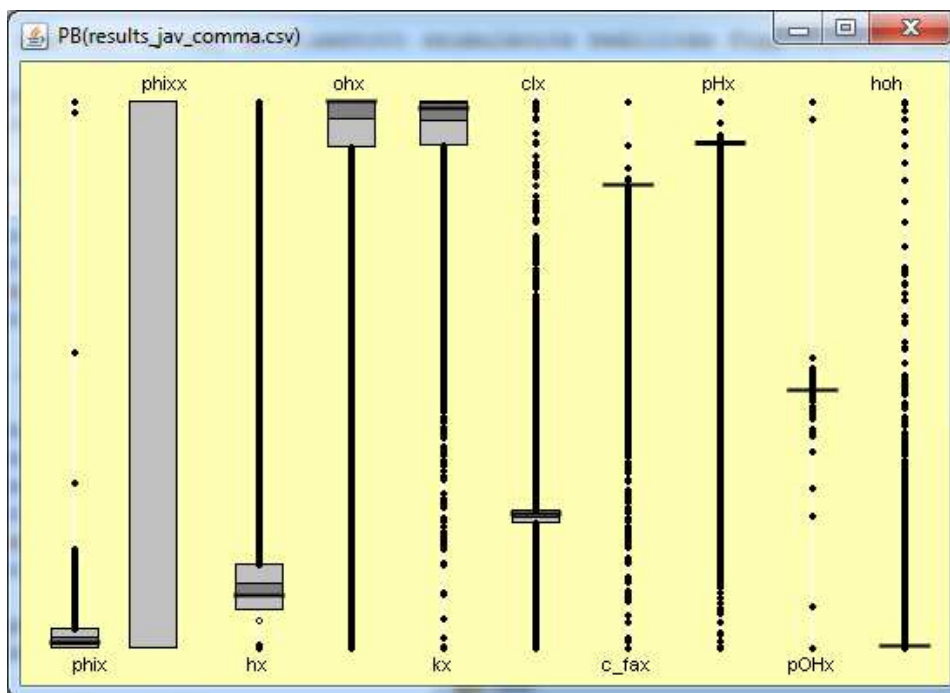 PB(results_jav_comma.csv)
phixx ohx clx pHx hoh
phix hx kx c_fax pOHx